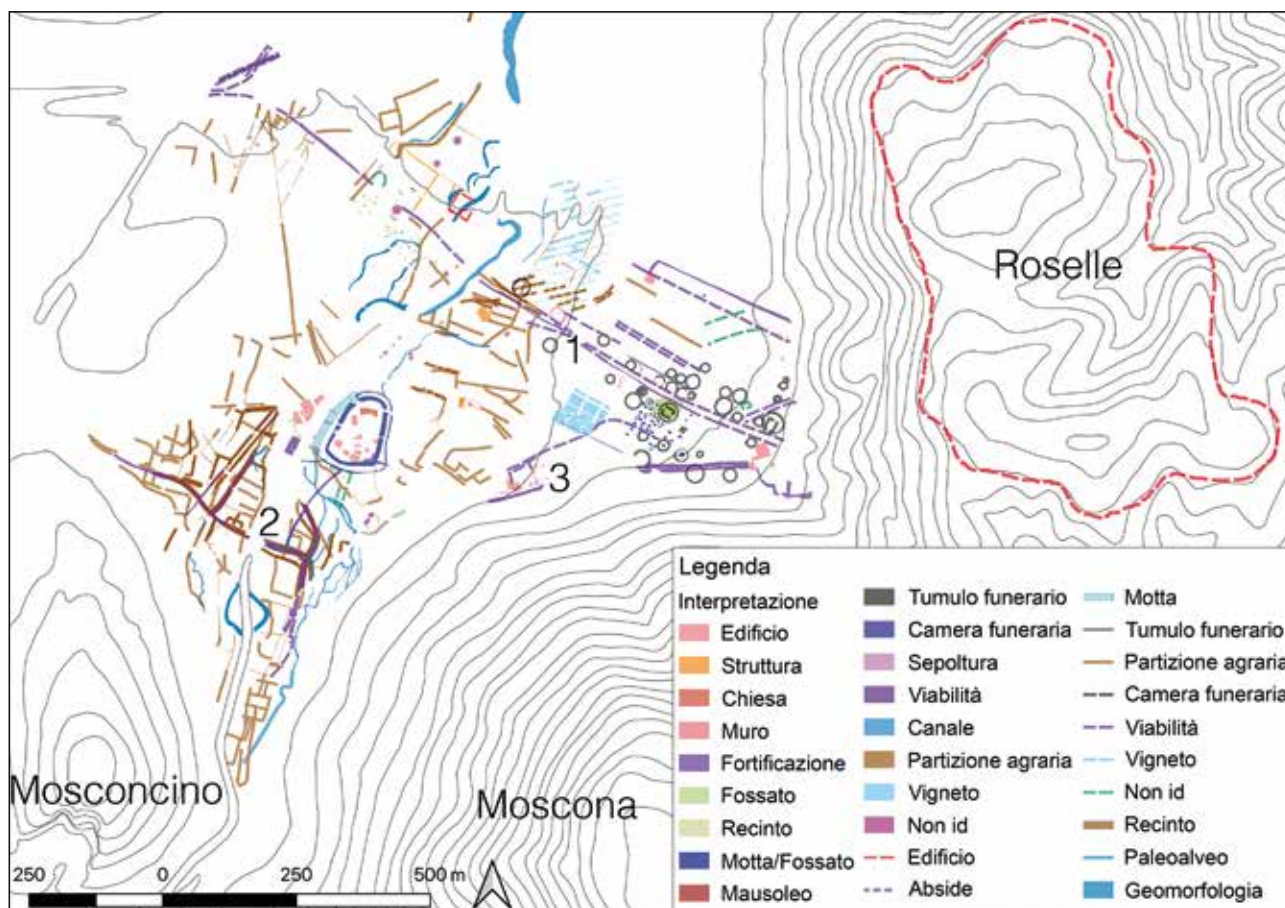 Roselle
1
3
2
Mosconcino
Moscona
250 0 250 500 m
Legenda
Interpretazione
Edificio
Struttura
Chiesa
Muro
Fortificazione
Fossato
Recinto
Motta/Fossato
Mausoleo
Tumulo funerario
Camera funeraria
Sepoltura
Viabilità
Canale
Partizione agraria
Vigneto
Non id
Edificio
Abside
Motta
Tumulo funerario
Partizione agraria
Camera funeraria
Viabilità
Vigneto
Non id
Recinto
Paleoalveo
Geomorfologia